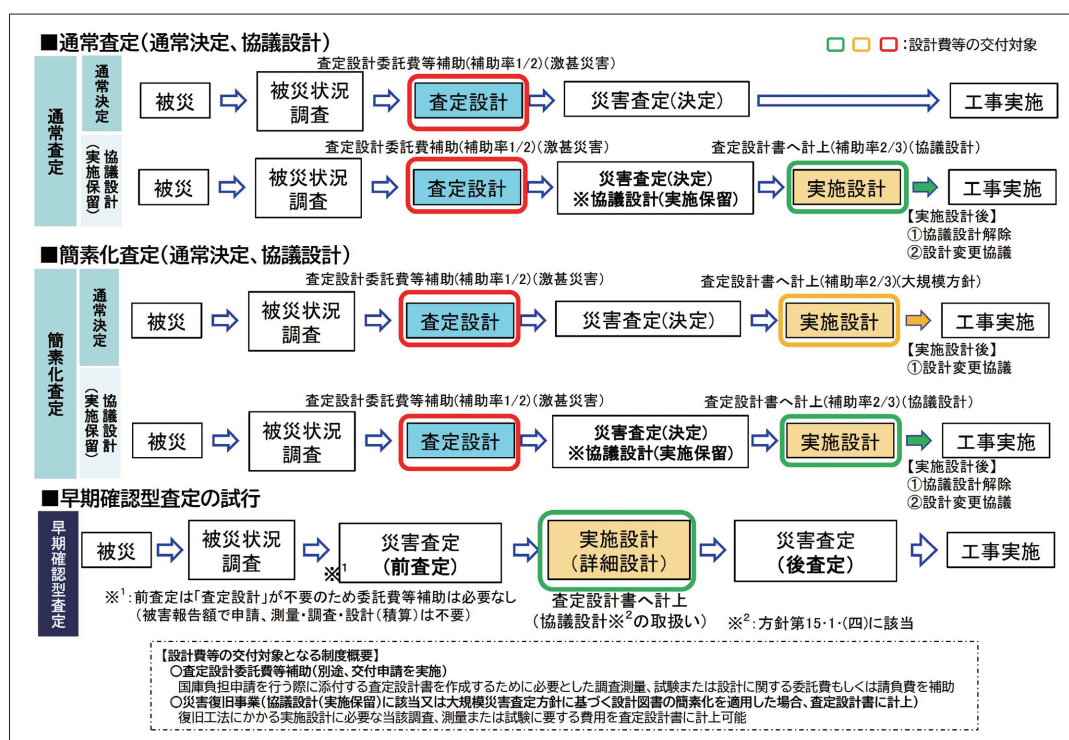 ■通常査定(通常決定、協議設計)
:設計費等の交付対象
通常査定
通常決定
査定設計委託費等補助(補助率1/2)(激甚災害)
被災
被災状況
調査
査定設計
災害査定(決定)
工事実施
協議設計
(実施保留)
査定設計委託費補助(補助率1/2)(激甚災害)
査定設計書へ計上(補助率2/3)(協議設計)
被災
被災状況
調査
査定設計
災害査定(決定)
※協議設計(実施保留)
実施設計
工事実施
【実施設計後】
①協議設計解除
②設計変更協議
■簡素化査定(通常決定、協議設計)
簡素化査定
通常決定
査定設計委託費等補助(補助率1/2)(激甚災害)
査定設計書へ計上(補助率2/3)(大規模方針)
被災
被災状況
調査
査定設計
災害査定(決定)
実施設計
工事実施
【実施設計後】
①設計変更協議
協議設計
(実施保留)
査定設計委託費等補助(補助率1/2)(激甚災害)
査定設計書へ計上(補助率2/3)(協議設計)
被災
被災状況
調査
査定設計
災害査定(決定)
※協議設計(実施保留)
実施設計
工事実施
【実施設計後】
①協議設計解除
②設計変更協議
■早期確認型査定の試行
早期確認型査定
被災
被災状況
調査
※1
災害査定
(前査定)
実施設計
(詳細設計)
災害査定
(後査定)
工事実施
※1:前査定は「査定設計」が不要のため委託費等補助は必要なし
(被害報告額で申請、測量・調査・設計(積算)は不要)
査定設計書へ計上
(協議設計※2の取扱い)
※2:方針第15・1・(四)に該当
【設計費等の交付対象となる制度概要】
○査定設計委託費等補助(別途、交付申請を実施)
国庫負担申請を行う際に添付する査定設計書を作成するために必要とした調査測量、試験または設計に関する委託費もしくは請負費を補助
○災害復旧事業(協議設計(実施保留)に該当又は大規模災害査定方針に基づく設計図書の簡素化を適用した場合、査定設計書に計上)
復旧工法にかかる実施設計に必要な当該調査、測量または試験に要する費用を査定設計書に計上可能